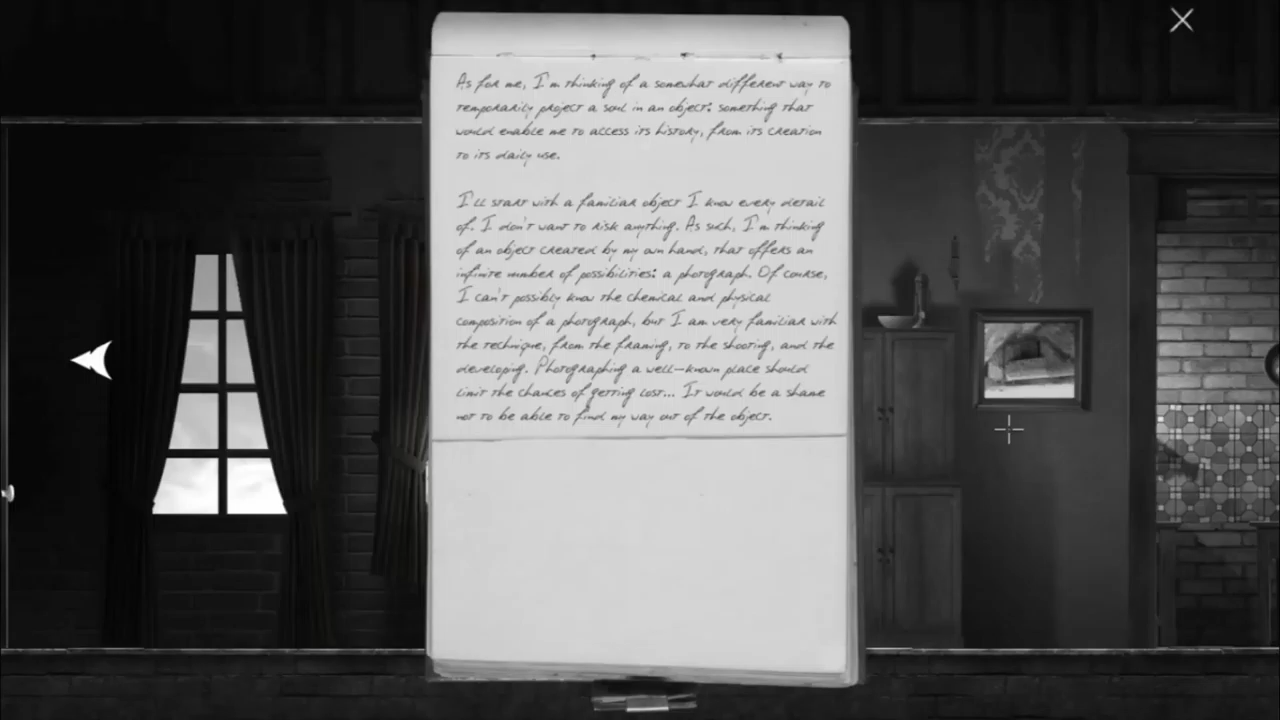 As for me, I'm thinking of a somewhat different way to
temporarily project a soul in an object: something that
would enable me to access its history, from its creation
to its daily use.
I'll start with a familiar object I know every detail
of. I don't want to risk anything. As such, I'm thinking
of an object created by my own hand, that offers an
infinite number of possibilities: a photograph. Of course,
I can't possibly know the chemical and physical
composition of a photograph, but I am very familiar with
the technique, from the framing, to the shooting, and the
developing. Photographing a well-known place should
limit the chances of getting lost... It would be a shame
not to be able to find my way out of the object.